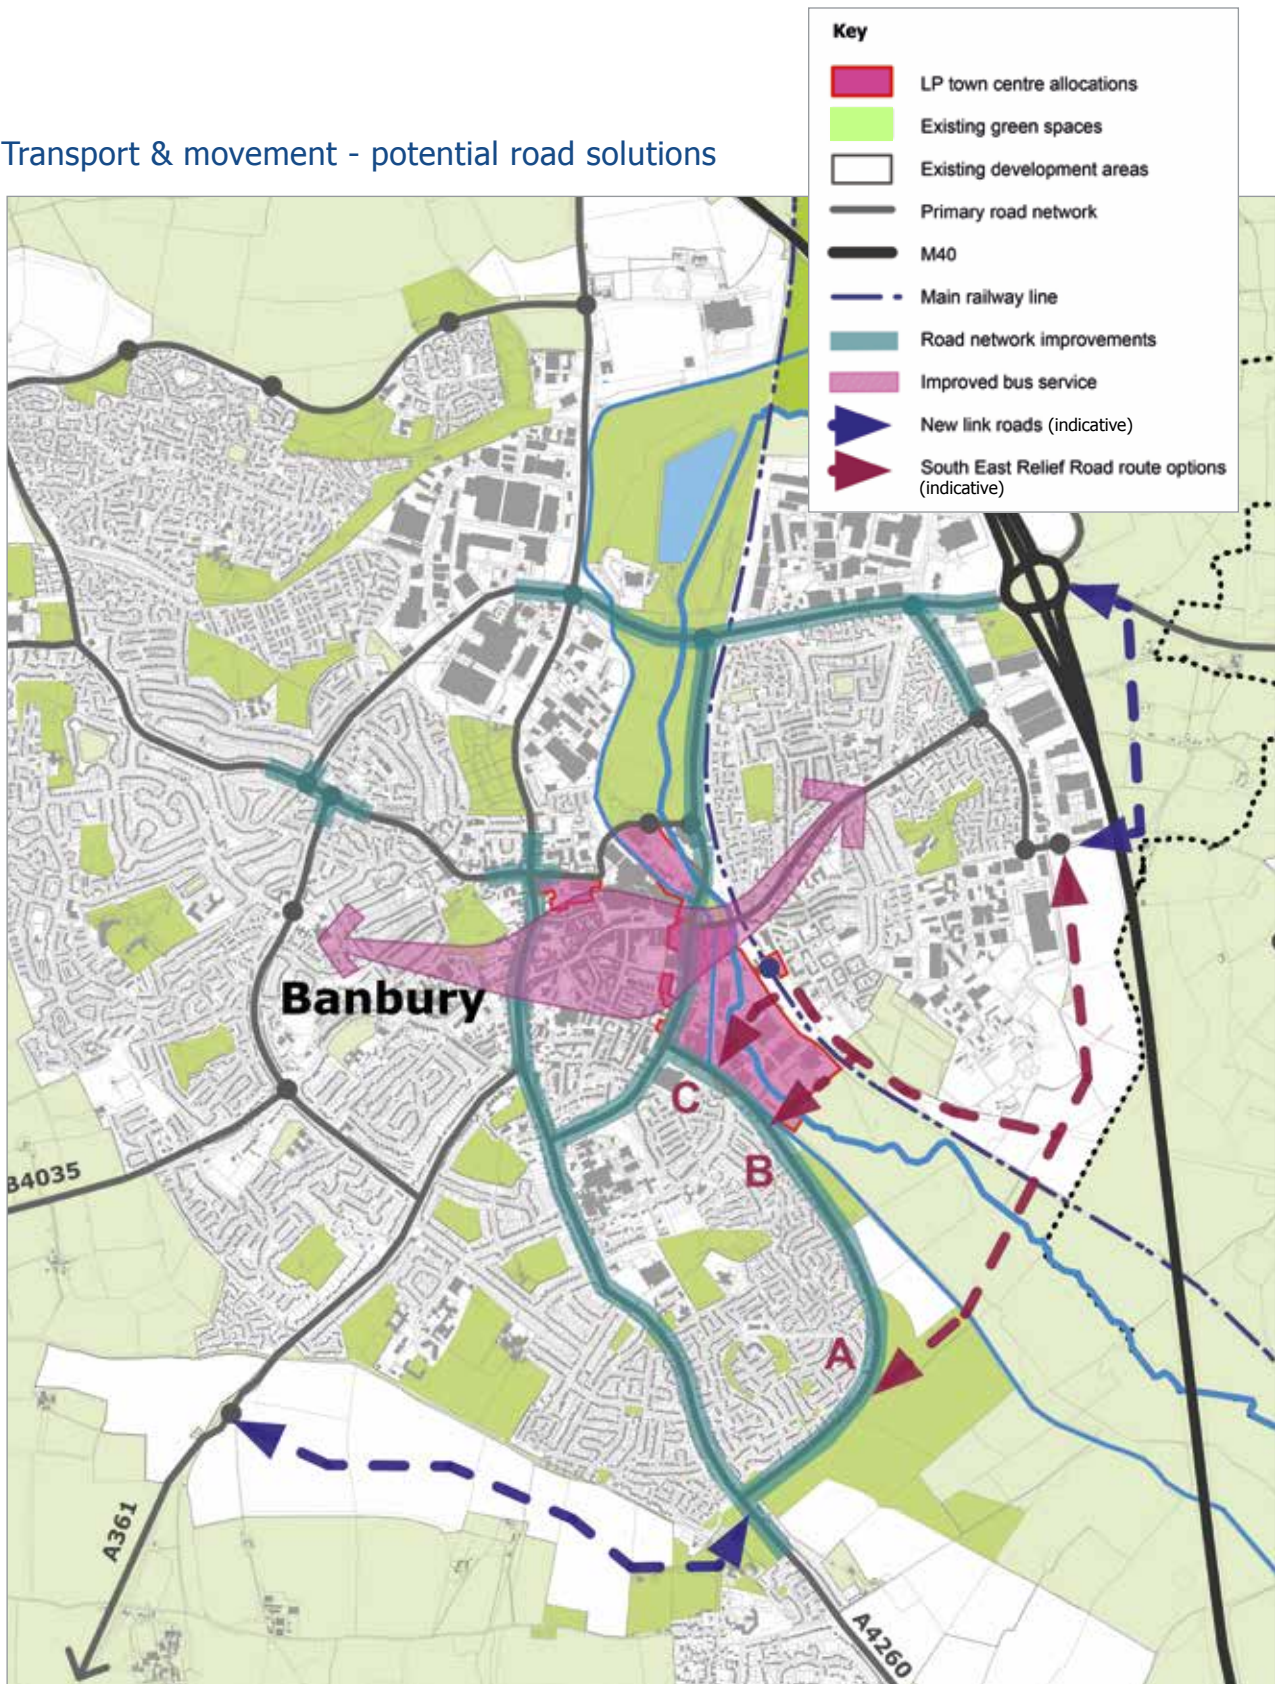 Key
LP town centre allocations
Existing green spaces
Transport & movement - potential road solutions
Existing development areas
Primary road network
M40
Main railway line
Road network improvements
Improved bus service
New link roads (indicative)
South East Relief Road route options
(indicative)
Banbury
C
B
B4035
A
A361
A4260